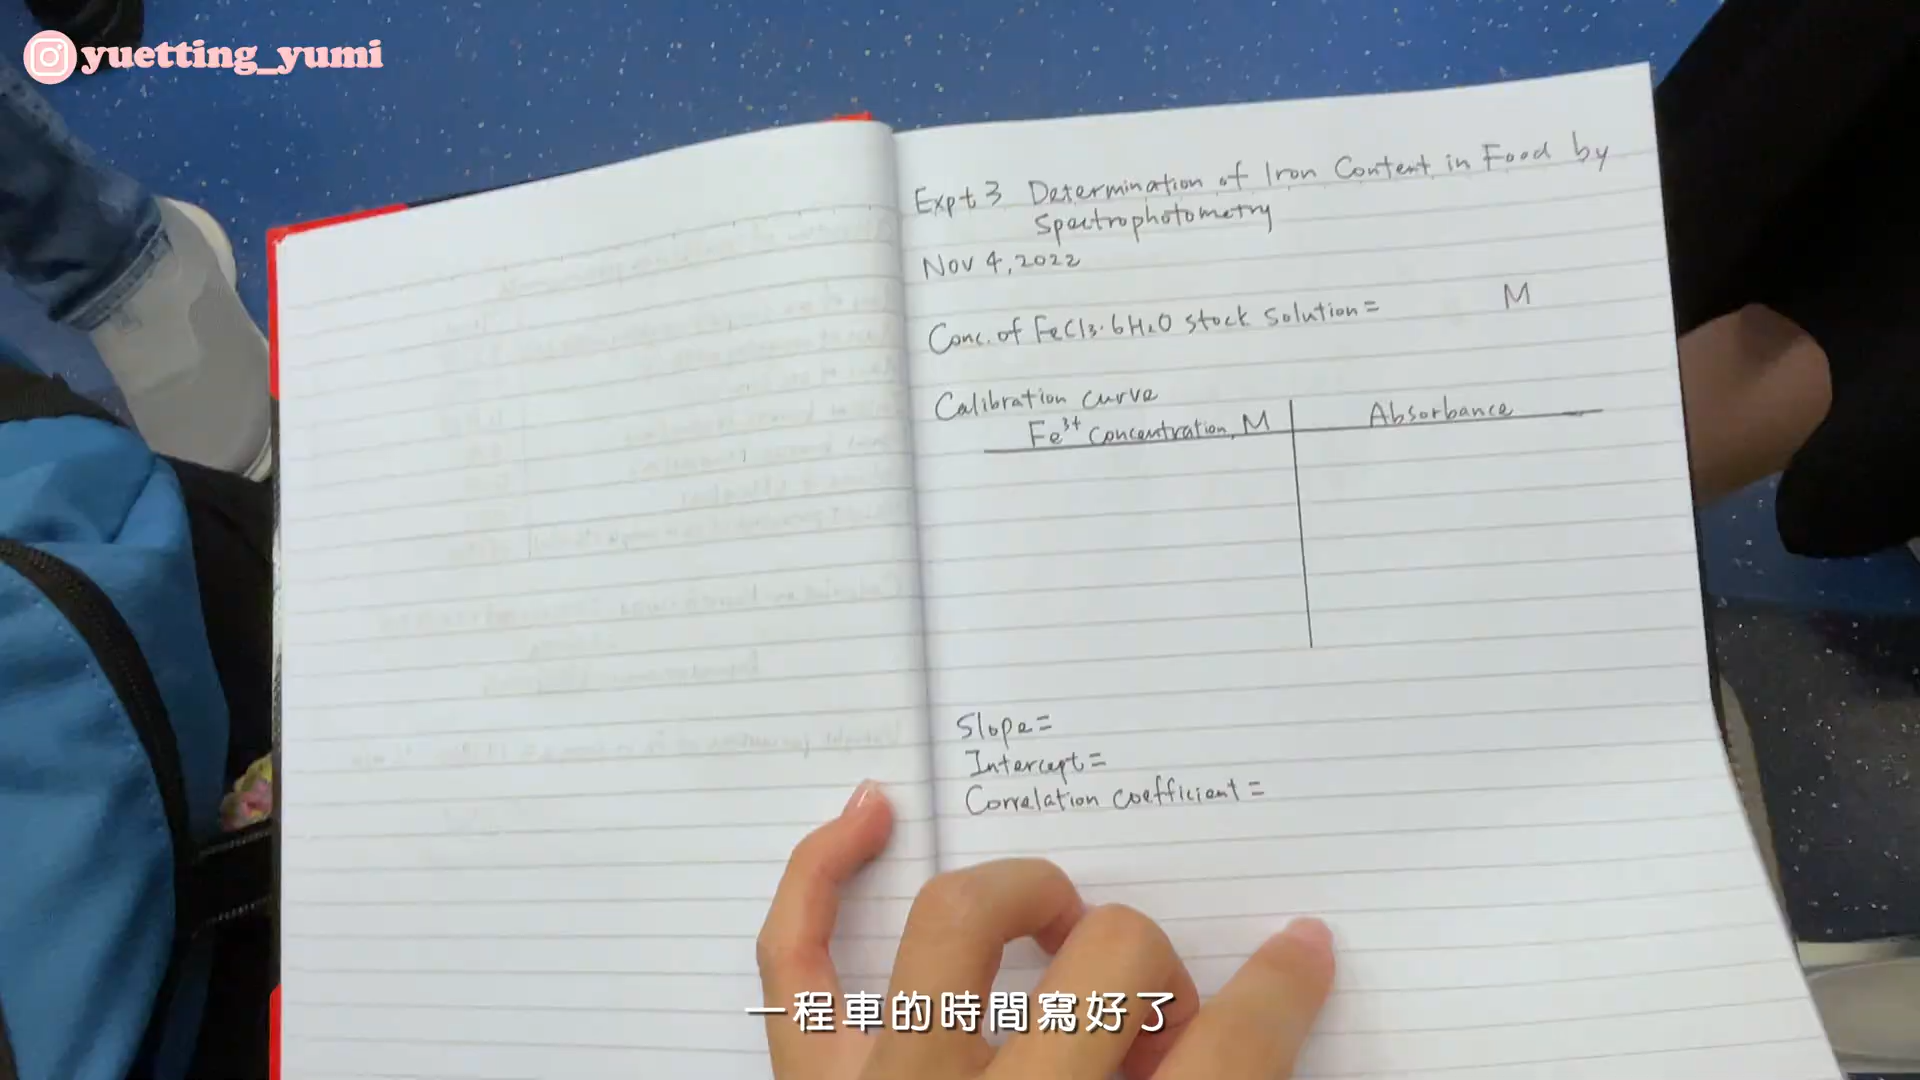 yuetting_yumi
Expt 3 Determination of Iron Content in Food by
Spectrophotometry
Nov 4, 2022
Conc. of FeCl3·6H2O stock solution= M
Calibration curve
Fe³⁺ concentration, M Absorbance
Slope=
Intercept=
Correlation coefficient=
一程車的時間寫好了